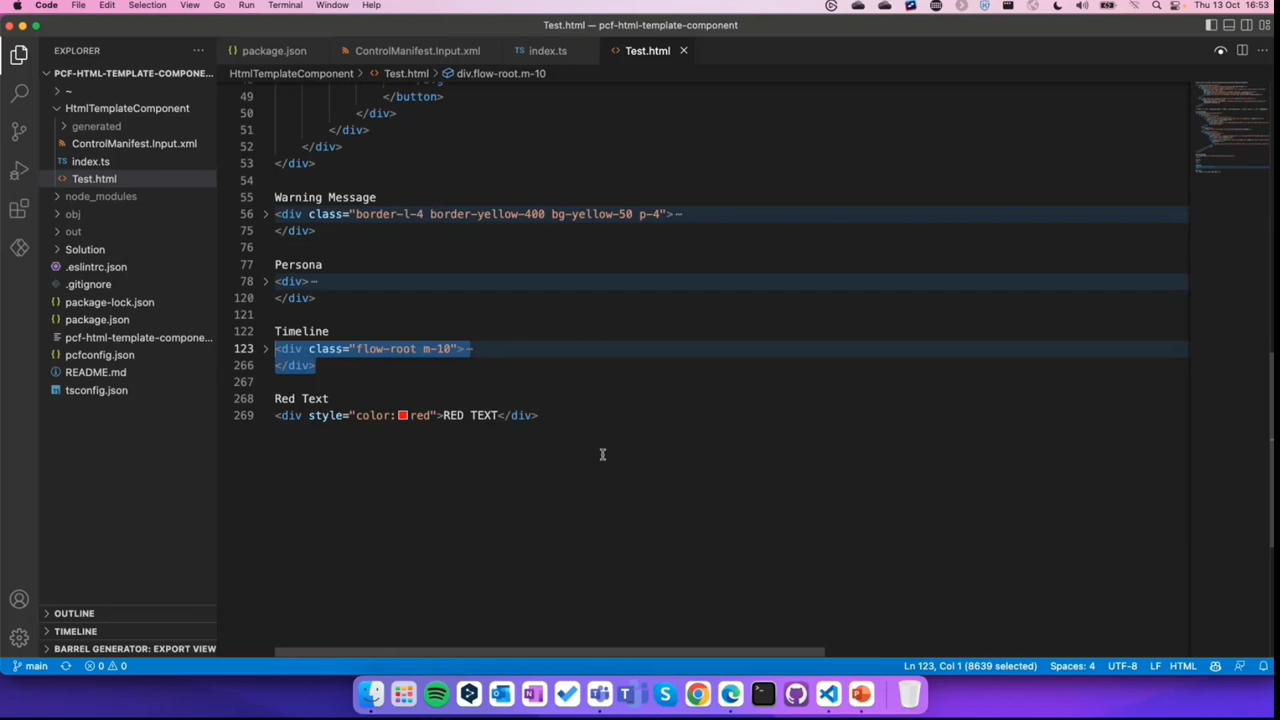 Code File Edit Selection View Go Run Terminal Window Help Thu 13 Oct 16:53
Test.html — pcf-html-template-component
EXPLORER
PCF-HTML-TEMPLATE-COMPONE...
~
HtmlTemplateComponent
generated
ControlManifest.Input.xml
index.ts
Test.html
node_modules
obj
out
Solution
.eslintrc.json
.gitignore
package-lock.json
package.json
pcf-html-template-compone...
pcfconfig.json
README.md
tsconfig.json
OUTLINE
TIMELINE
BARREL GENERATOR: EXPORT VIEW
package.json ControlManifest.Input.xml index.ts Test.html
HtmlTemplateComponent > Test.html > div.flow-root.m-10
49 </button>
50 </div>
51 </div>
52 </div>
53 </div>
54
55 Warning Message
56 <div class="border-l-4 border-yellow-400 bg-yellow-50 p-4">
75 </div>
76
77 Persona
78 <div>
120 </div>
121
122 Timeline
123 <div class="flow-root m-10">
266 </div>
267
268 Red Text
269 <div style="color:red">RED TEXT</div>
main 0 0 Ln 123, Col 1 (8639 selected) Spaces: 4 UTF-8 LF HTML